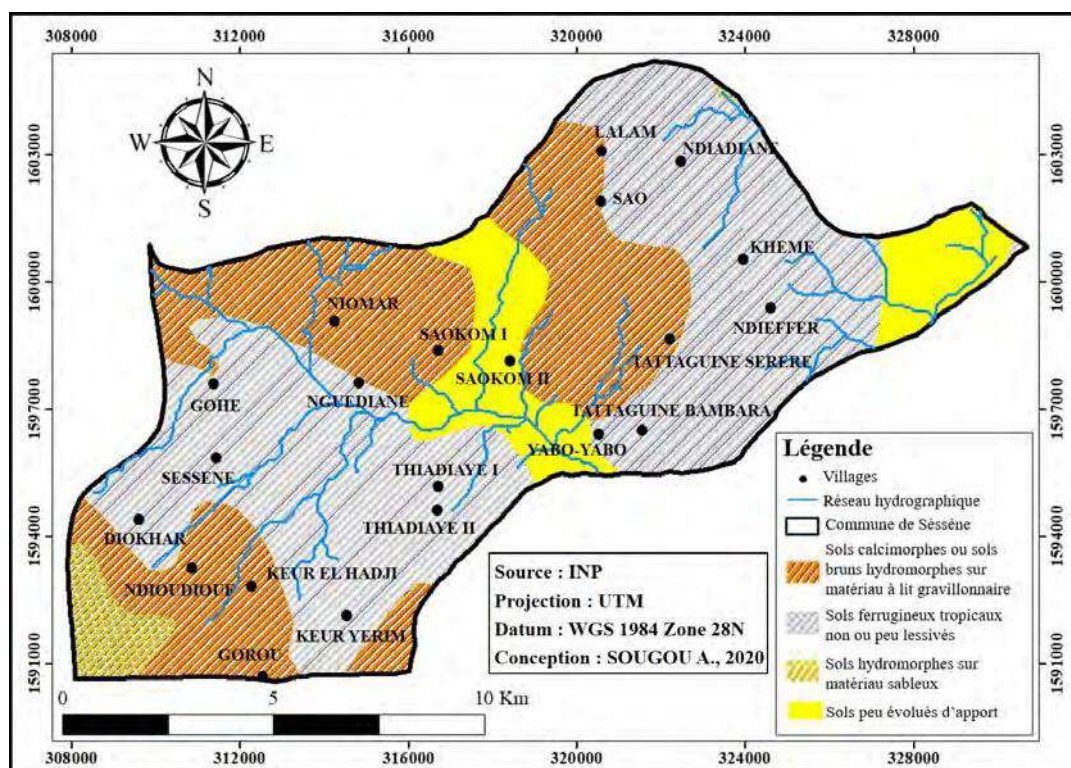 308000 312000 316000 320000 324000 328000
N
W E
S
1603000 1603000
1600000 1600000
1597000 1597000
1594000 1594000
1591000 1591000
LALAM
NDIADIANE
SAO
KHEME
NIOMAR
NDIEFFER
SAOKOM I
TATTAGUINE SERERE
SAOKOM II
GOHE
NGUEDIANE
TATTAGUINE BAMBARA
YABO-YABO
SESSENE
THIADIAYE I
THIADIAYE II
DIOKHAR
NDIOUDIOUF
KEUR EL HADJI
KEUR YERIM
GOROU
Légende
Villages
Réseau hydrographique
Commune de Séssène
Sols calcimorphes ou sols
bruns hydromorphes sur
matériau à lit gravillonnaire
Sols ferrugineux tropicaux
non ou peu lessivés
Sols hydromorphes sur
matériau sableux
Sols peu évolués d'apport
Source : INP
Projection : UTM
Datum : WGS 1984 Zone 28N
Conception : SOUGOU A., 2020
0 5 10 Km
308000 312000 316000 320000 324000 328000